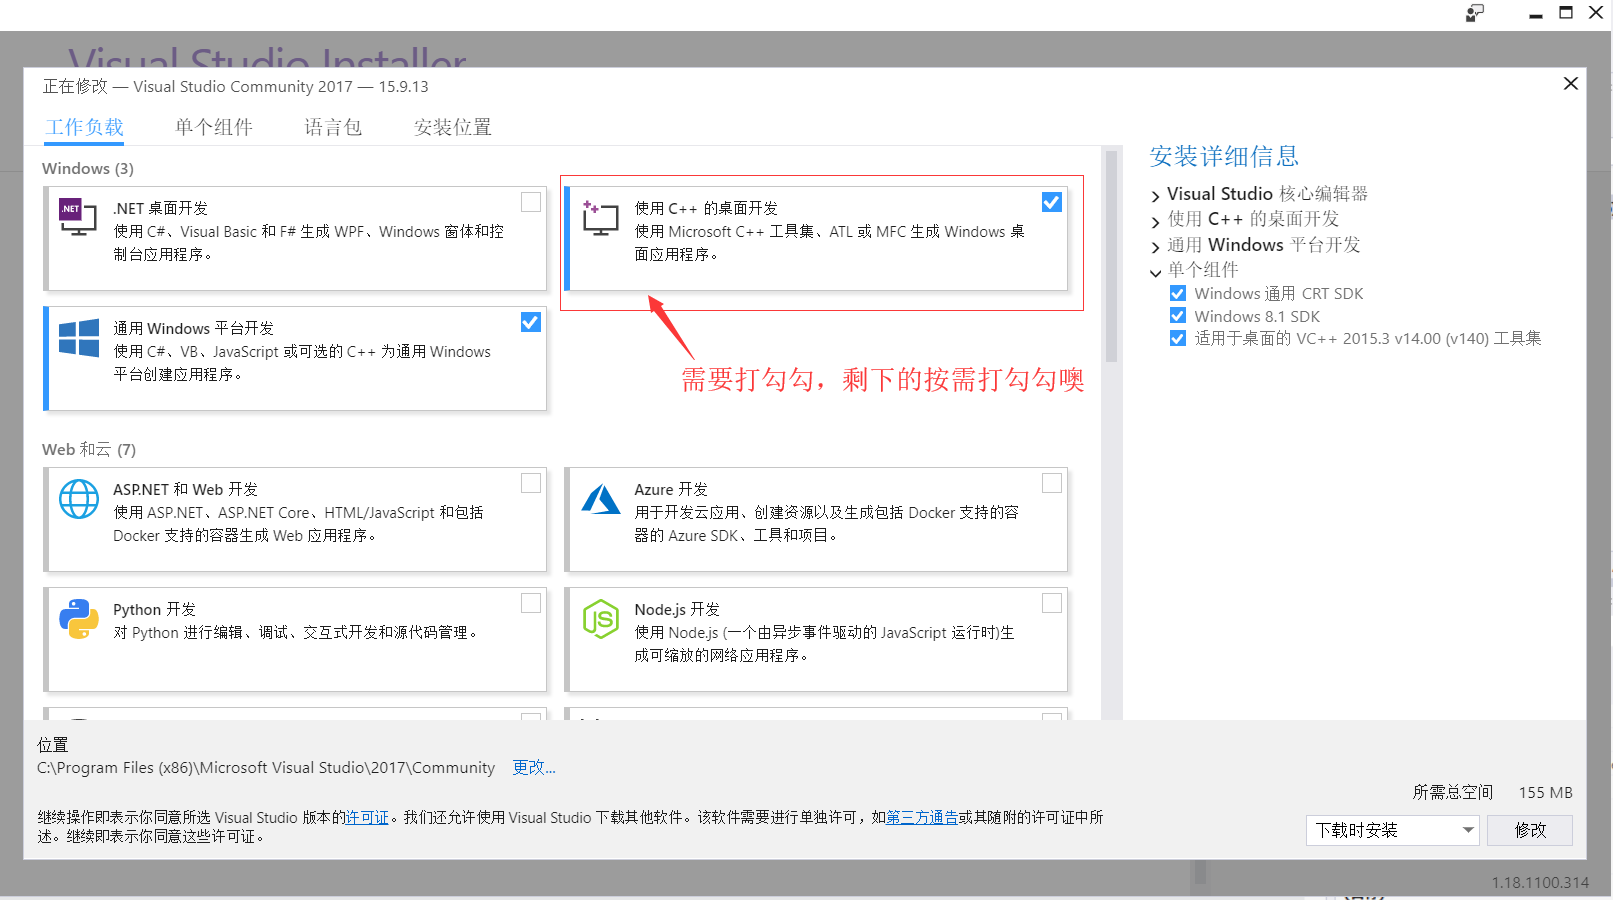 Visual Studio Installer
正在修改 — Visual Studio Community 2017 — 15.9.13
工作负载 单个组件 语言包 安装位置
Windows (3)
.NET
.NET 桌面开发
使用 C#、Visual Basic 和 F# 生成 WPF、Windows 窗体和控
制台应用程序。
使用 C++ 的桌面开发
使用 Microsoft C++ 工具集、ATL 或 MFC 生成 Windows 桌
面应用程序。
通用 Windows 平台开发
使用 C#、VB、JavaScript 或可选的 C++ 为通用 Windows
平台创建应用程序。
需要打勾勾，剩下的按需打勾勾噢
Web 和云 (7)
ASP.NET 和 Web 开发
使用 ASP.NET、ASP.NET Core、HTML/JavaScript 和包括
Docker 支持的容器生成 Web 应用程序。
Azure 开发
用于开发云应用、创建资源以及生成包括 Docker 支持的容
器的 Azure SDK、工具和项目。
Python 开发
对 Python 进行编辑、调试、交互式开发和源代码管理。
JS
Node.js 开发
使用 Node.js (一个由异步事件驱动的 JavaScript 运行时)生
成可缩放的网络应用程序。
安装详细信息
Visual Studio 核心编辑器
使用 C++ 的桌面开发
通用 Windows 平台开发
单个组件
Windows 通用 CRT SDK
Windows 8.1 SDK
适用于桌面的 VC++ 2015.3 v14.00 (v140) 工具集
位置
C:\Program Files (x86)\Microsoft Visual Studio\2017\Community 更改...
所需总空间 155 MB
继续操作即表示你同意所选 Visual Studio 版本的许可证。我们还允许使用 Visual Studio 下载其他软件。该软件需要进行单独许可，如第三方通告或其随附的许可证中所
述。继续即表示你同意这些许可证。
下载时安装 修改
1.18.1100.314